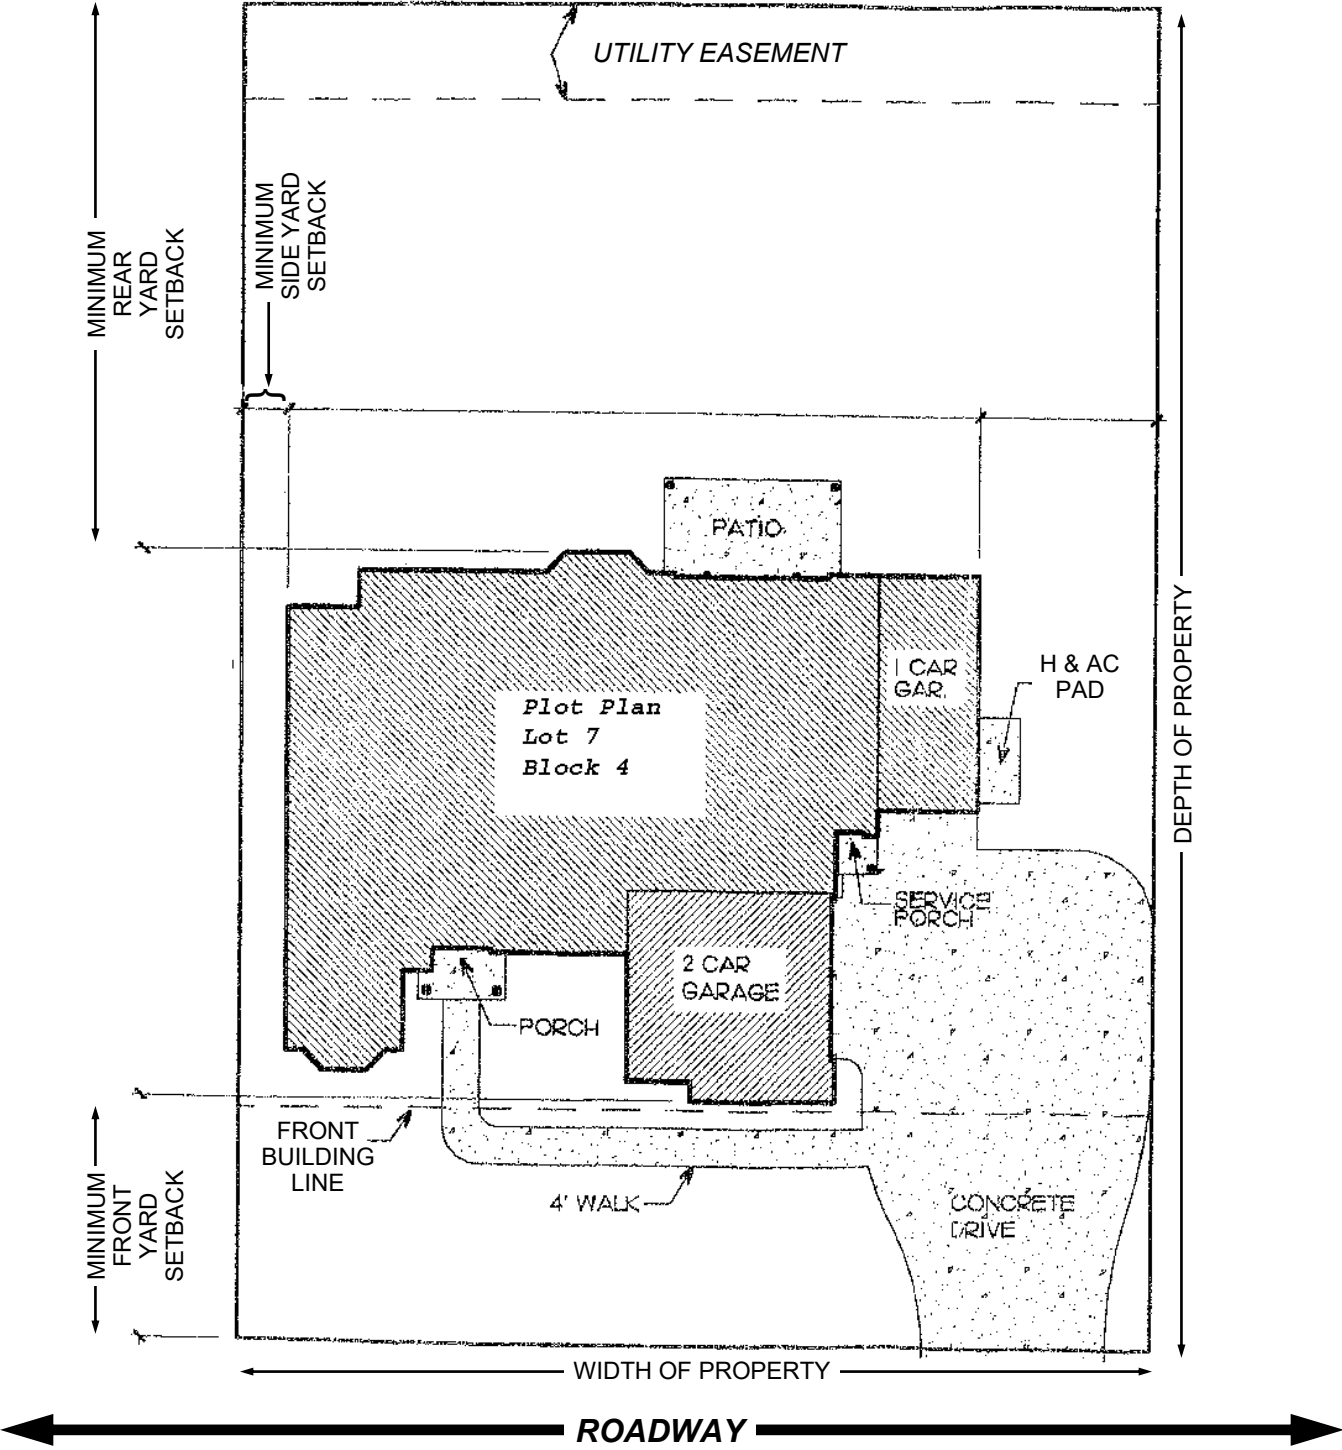 UTILITY EASEMENT
MINIMUM
REAR
YARD
SETBACK
MINIMUM
SIDE YARD
SETBACK
PATIO
1 CAR
GAR.
H & AC
PAD
DEPTH OF PROPERTY
Plot Plan
Lot 7
Block 4
SERVICE
PORCH
2 CAR
GARAGE
PORCH
FRONT
BUILDING
LINE
MINIMUM
FRONT
YARD
SETBACK
4' WALK
CONCRETE
DRIVE
WIDTH OF PROPERTY
ROADWAY